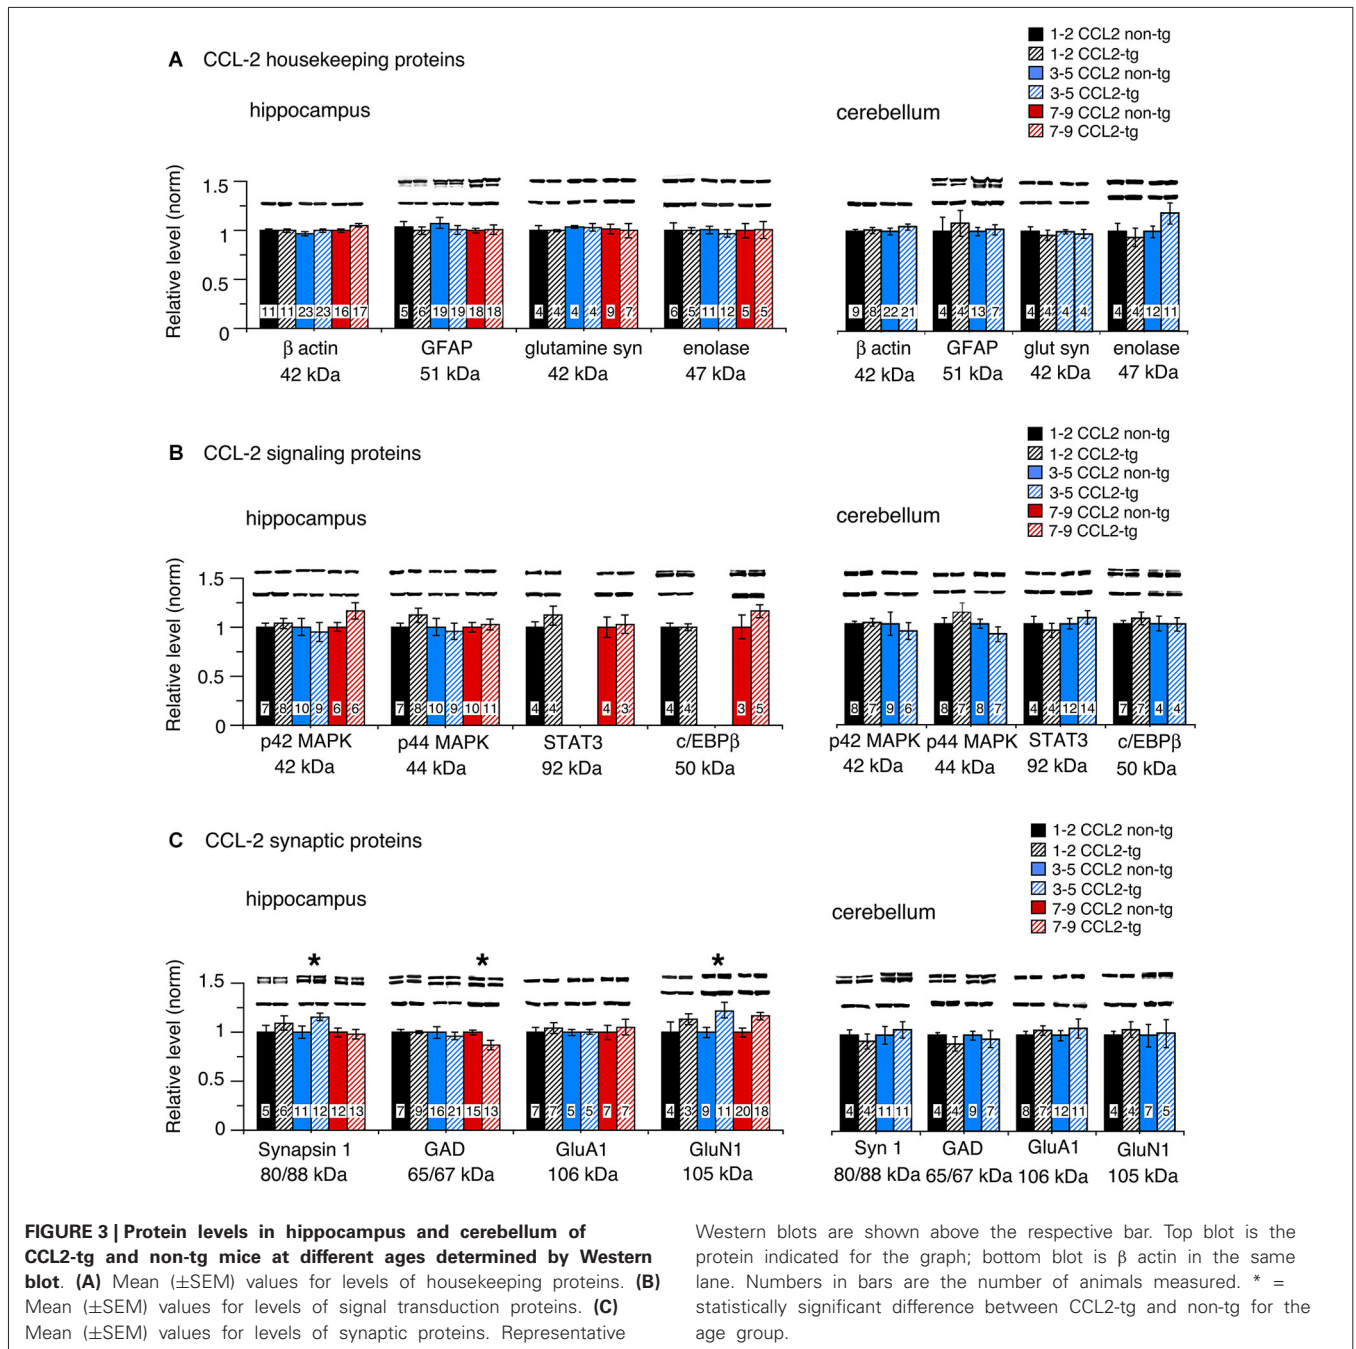 A CCL-2 housekeeping proteins
1-2 CCL2 non-tg
1-2 CCL2-tg
3-5 CCL2 non-tg
3-5 CCL2-tg
7-9 CCL2 non-tg
7-9 CCL2-tg
hippocampus
cerebellum
Relative level (norm)
1.5
1
0.5
0
11 11 23 23 16 17
5 6 19 19 18 18
4 4 4 4 9 7
6 5 11 12 5 5
9 8 22 21
4 4 13 7
4 4 4 4
4 4 12 11
β actin GFAP glutamine syn enolase
42 kDa 51 kDa 42 kDa 47 kDa
β actin GFAP glut syn enolase
42 kDa 51 kDa 42 kDa 47 kDa
B CCL-2 signaling proteins
1-2 CCL2 non-tg
1-2 CCL2-tg
3-5 CCL2 non-tg
3-5 CCL2-tg
7-9 CCL2 non-tg
7-9 CCL2-tg
hippocampus
cerebellum
Relative level (norm)
1.5
1
0.5
0
7 8 10 9 6 6
7 8 10 9 10 11
4 4 4 3
4 4 3 5
8 7 9 6
8 7 8 7
4 4 12 14
7 7 4 4
p42 MAPK p44 MAPK STAT3 c/EBPβ
42 kDa 44 kDa 92 kDa 50 kDa
p42 MAPK p44 MAPK STAT3 c/EBPβ
42 kDa 44 kDa 92 kDa 50 kDa
C CCL-2 synaptic proteins
1-2 CCL2 non-tg
1-2 CCL2-tg
3-5 CCL2 non-tg
3-5 CCL2-tg
7-9 CCL2 non-tg
7-9 CCL2-tg
hippocampus
cerebellum
* * *
Relative level (norm)
1.5
1
0.5
0
5 6 11 12 12 13
7 9 16 21 15 13
7 7 5 5 7 7
4 3 9 11 20 18
4 4 11 11
4 4 9 7
8 7 12 11
4 4 7 5
Synapsin 1 GAD GluA1 GluN1
80/88 kDa 65/67 kDa 106 kDa 105 kDa
Syn 1 GAD GluA1 GluN1
80/88 kDa 65/67 kDa 106 kDa 105 kDa
FIGURE 3 | Protein levels in hippocampus and cerebellum of
CCL2-tg and non-tg mice at different ages determined by Western
blot. (A) Mean (±SEM) values for levels of housekeeping proteins. (B)
Mean (±SEM) values for levels of signal transduction proteins. (C)
Mean (±SEM) values for levels of synaptic proteins. Representative
Western blots are shown above the respective bar. Top blot is the
protein indicated for the graph; bottom blot is β actin in the same
lane. Numbers in bars are the number of animals measured. * =
statistically significant difference between CCL2-tg and non-tg for the
age group.